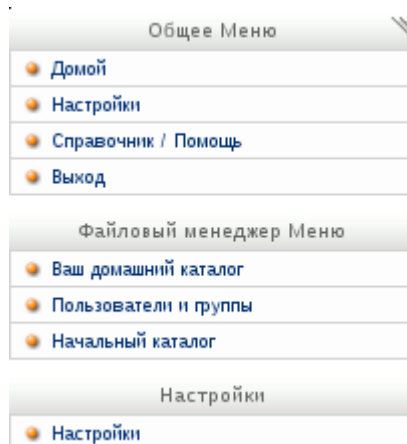 Общее Меню
Домой
Настройки
Справочник / Помощь
Выход
Файловый менеджер Меню
Ваш домашний каталог
Пользователи и группы
Начальный каталог
Настройки
Настройки